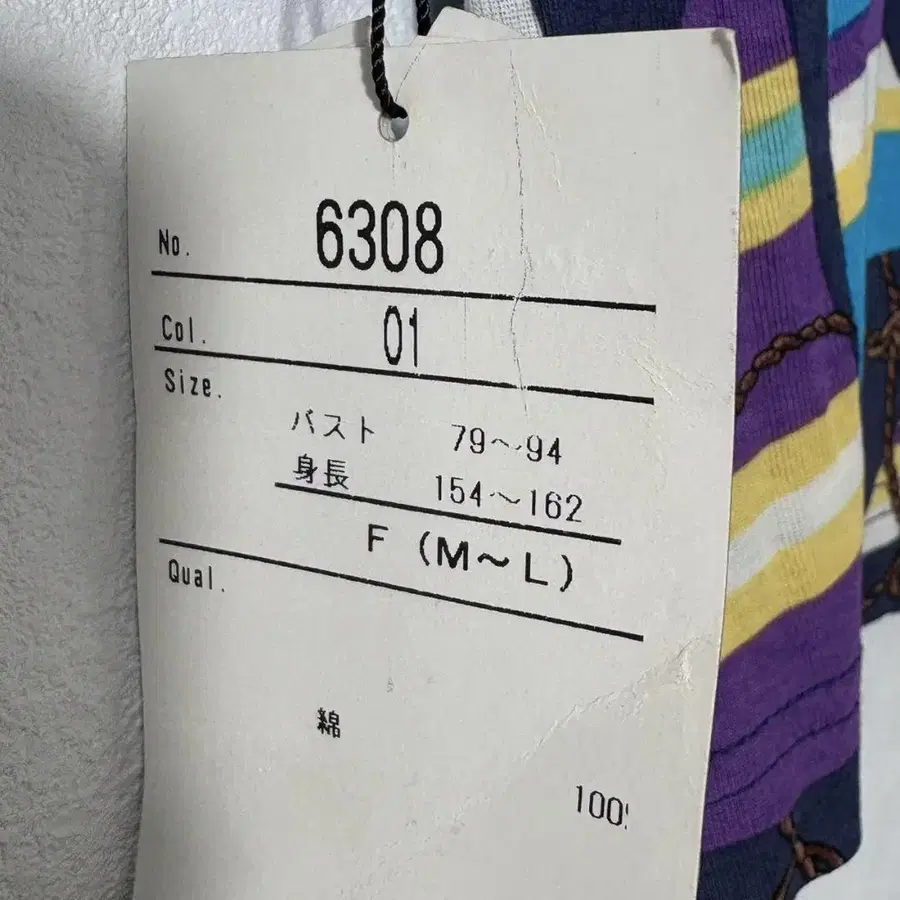 No. 6308
Col. 01
Size.
バスト 79～94
身長 154～162
F (M～L)
Qual.
綿
100